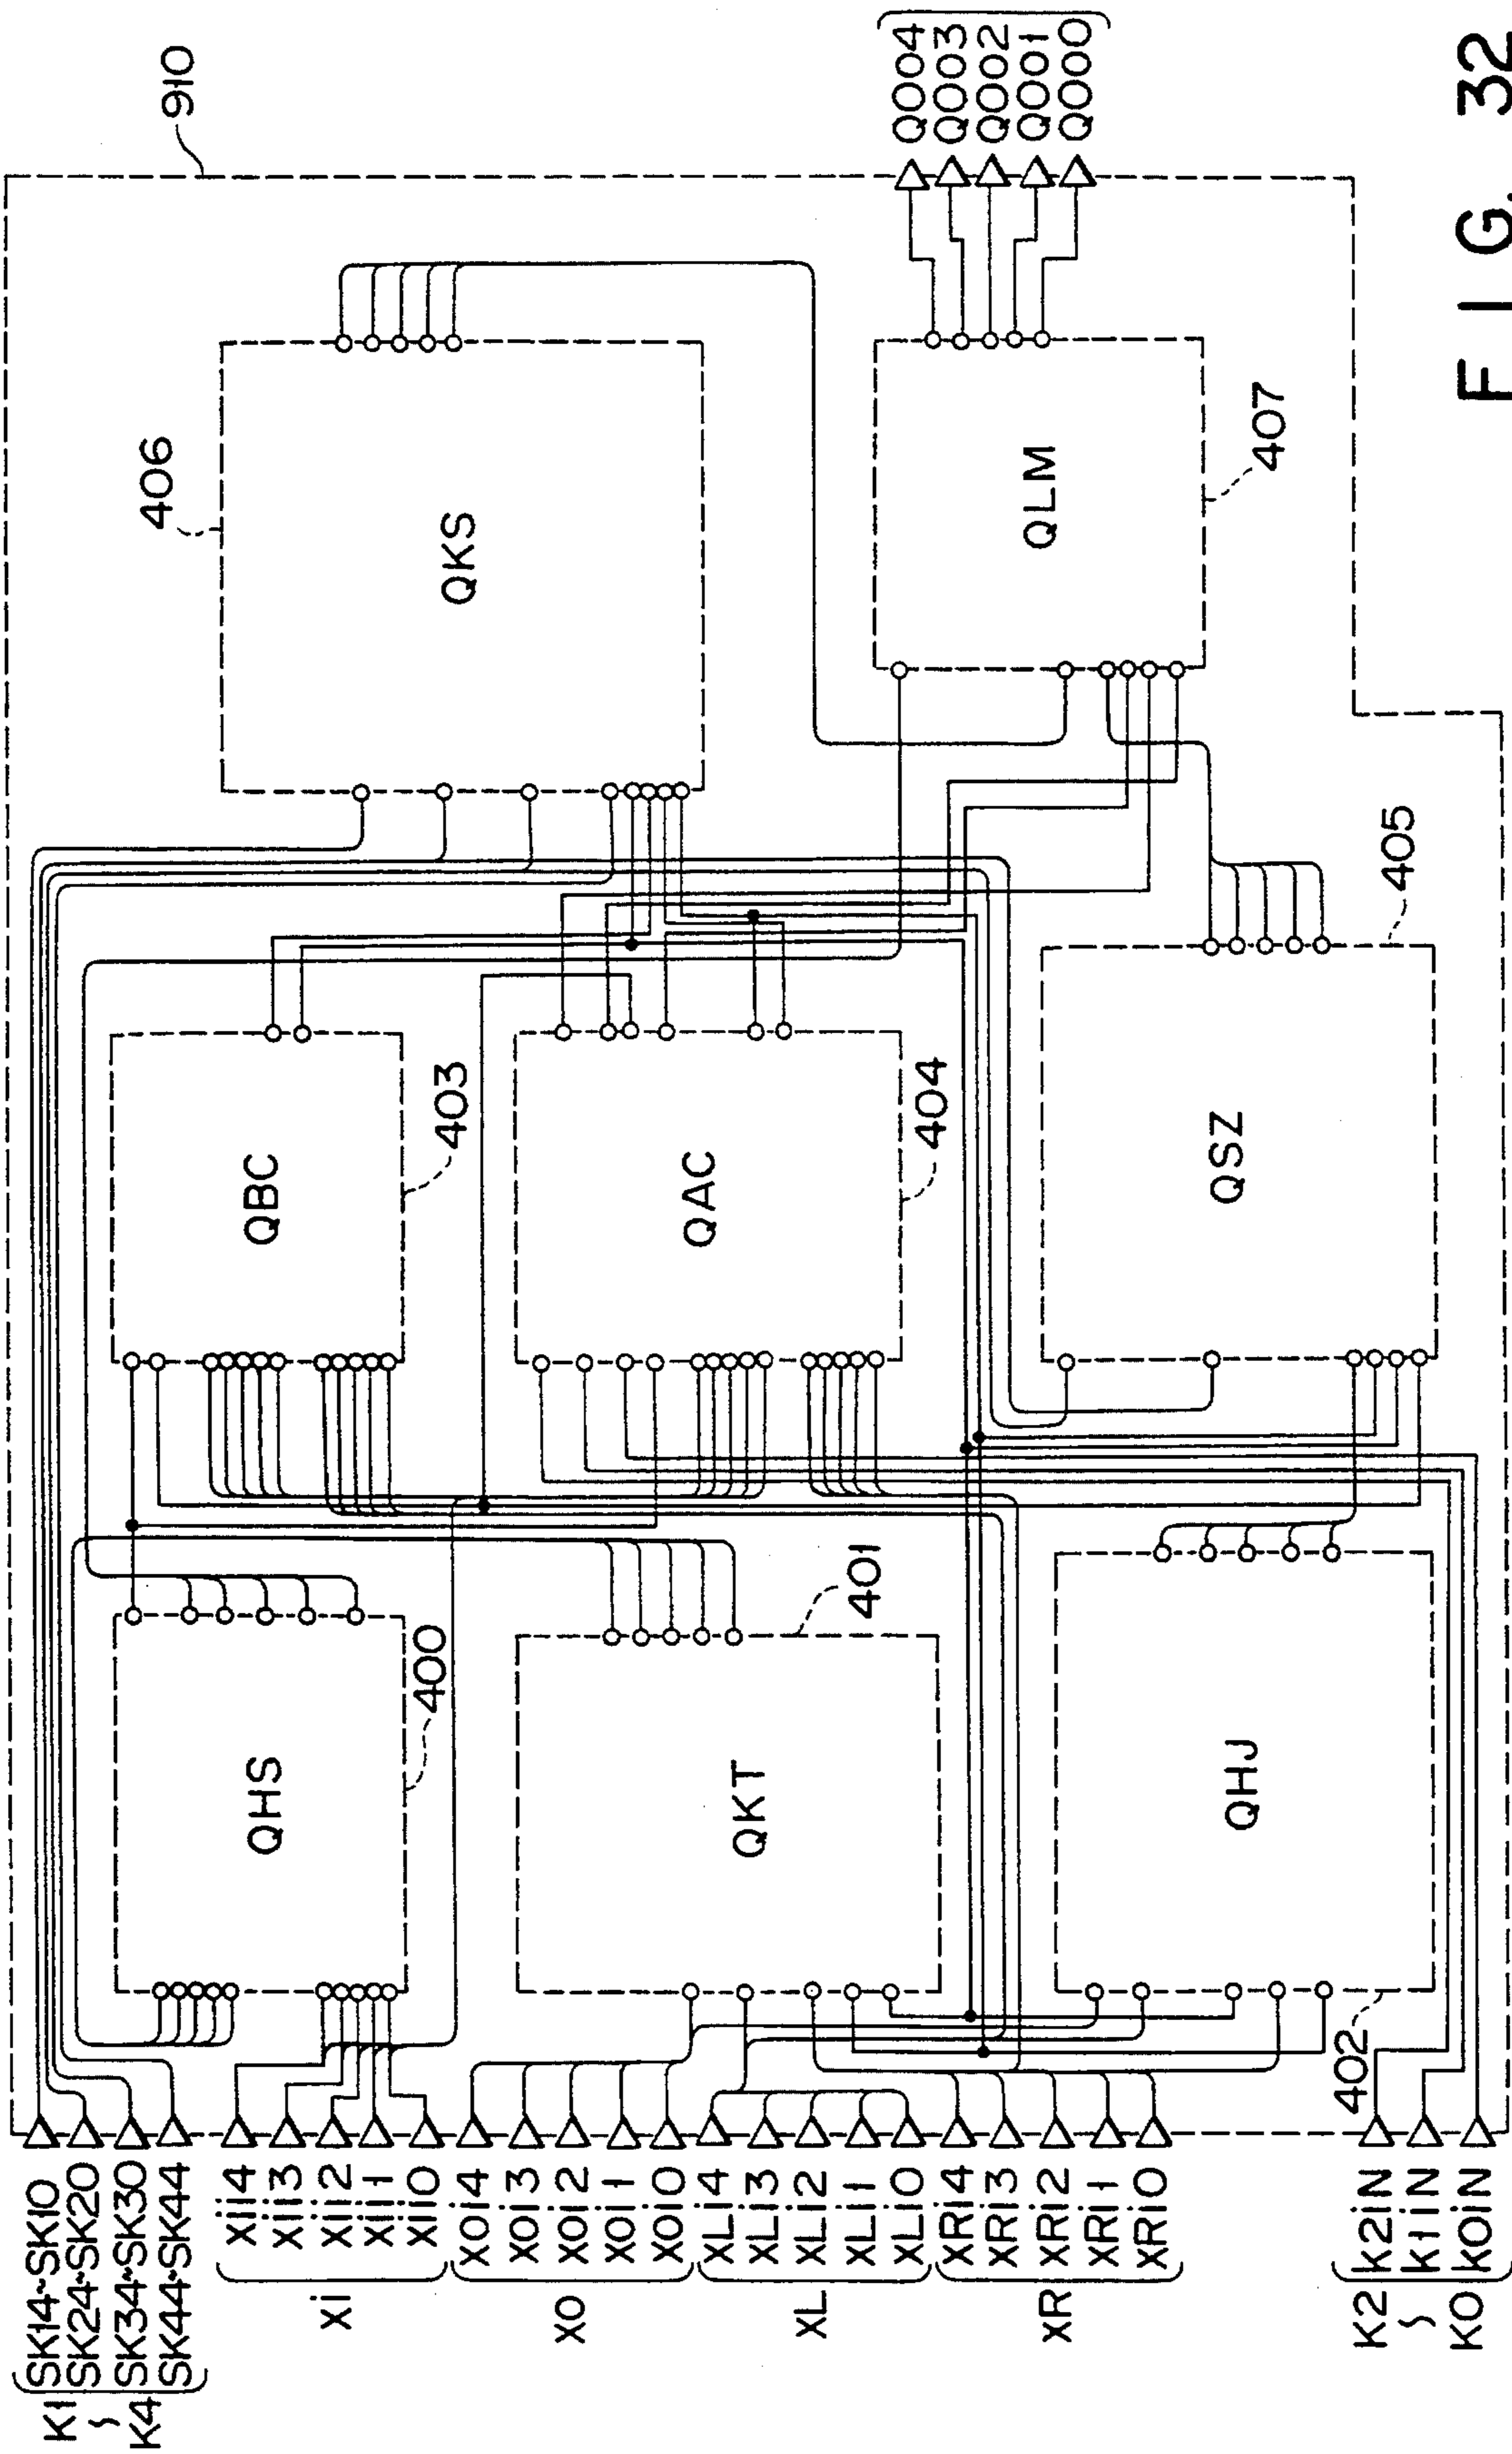 K1 SK14~SK10
SK24~SK20
SK34~SK30
K4 SK44~SK44
Xi
Xii4
Xii3
Xii2
Xii1
Xii0
XO
XOi4
XOi3
XOi2
XOi1
XOi0
XL
XLi4
XLi3
XLi2
XLi1
XLi0
XR
XRi4
XRi3
XRi2
XRi1
XRi0
K2 K2iN
K1iN
K0 K0iN
QHS
400
QKT
401
QHJ
402
QBC
403
QAC
404
QSZ
405
QKS
406
QLM
407
910
Q004
Q003
Q002
Q001
Q000
FIG. 32